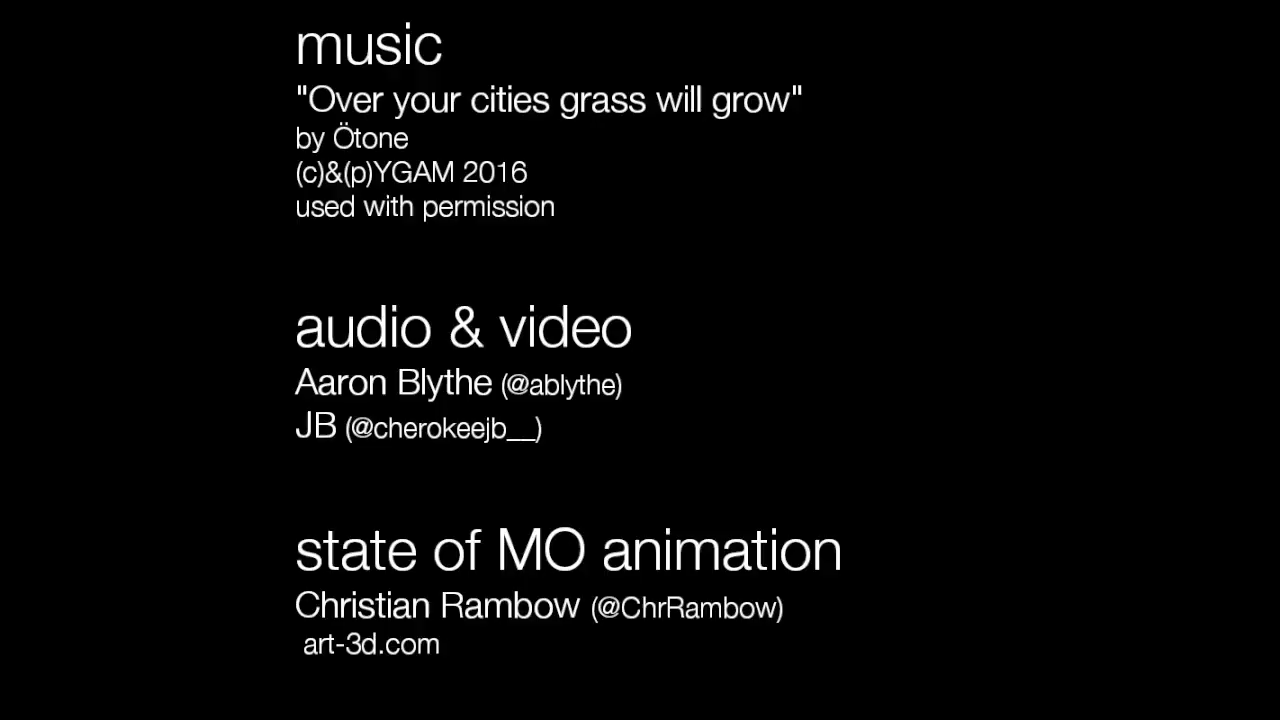 music
"Over your cities grass will grow"
by Ötone
(c)&(p)YGAM 2016
used with permission
audio & video
Aaron Blythe (@ablythe)
JB (@cherokeejb__)
state of MO animation
Christian Rambow (@ChrRambow)
art-3d.com